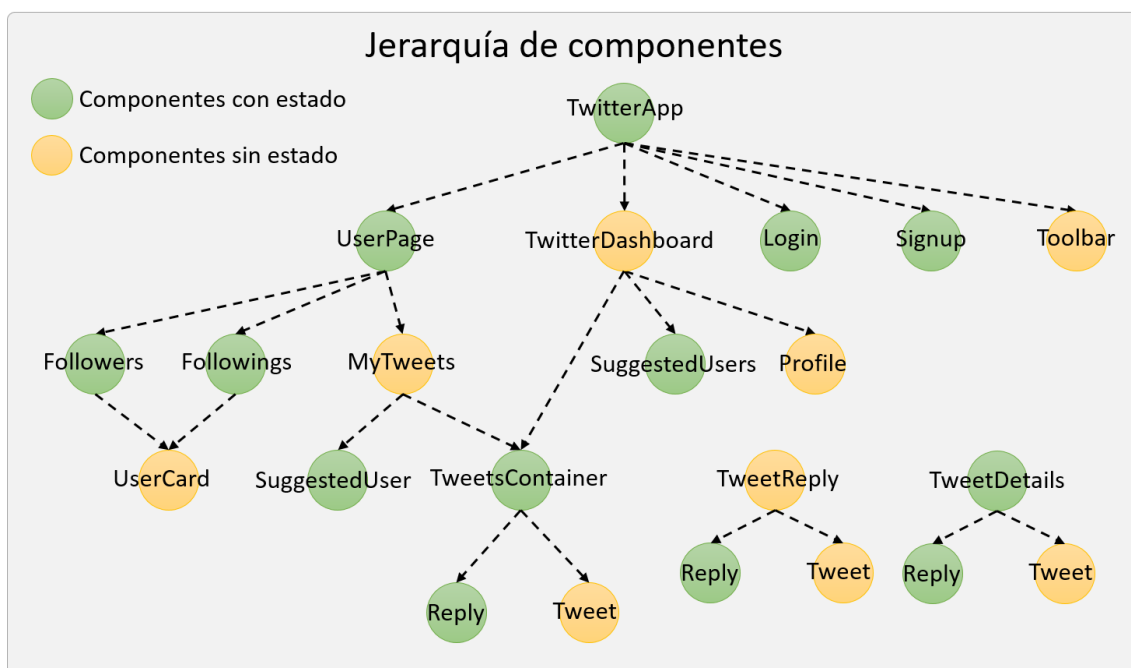 Jerarquía de componentes
Componentes con estado
Componentes sin estado
TwitterApp
UserPage
TwitterDashboard
Login
Signup
Toolbar
Followers
Followings
MyTweets
SuggestedUsers
Profile
UserCard
SuggestedUser
TweetsContainer
TweetReply
TweetDetails
Reply
Tweet
Reply
Tweet
Reply
Tweet